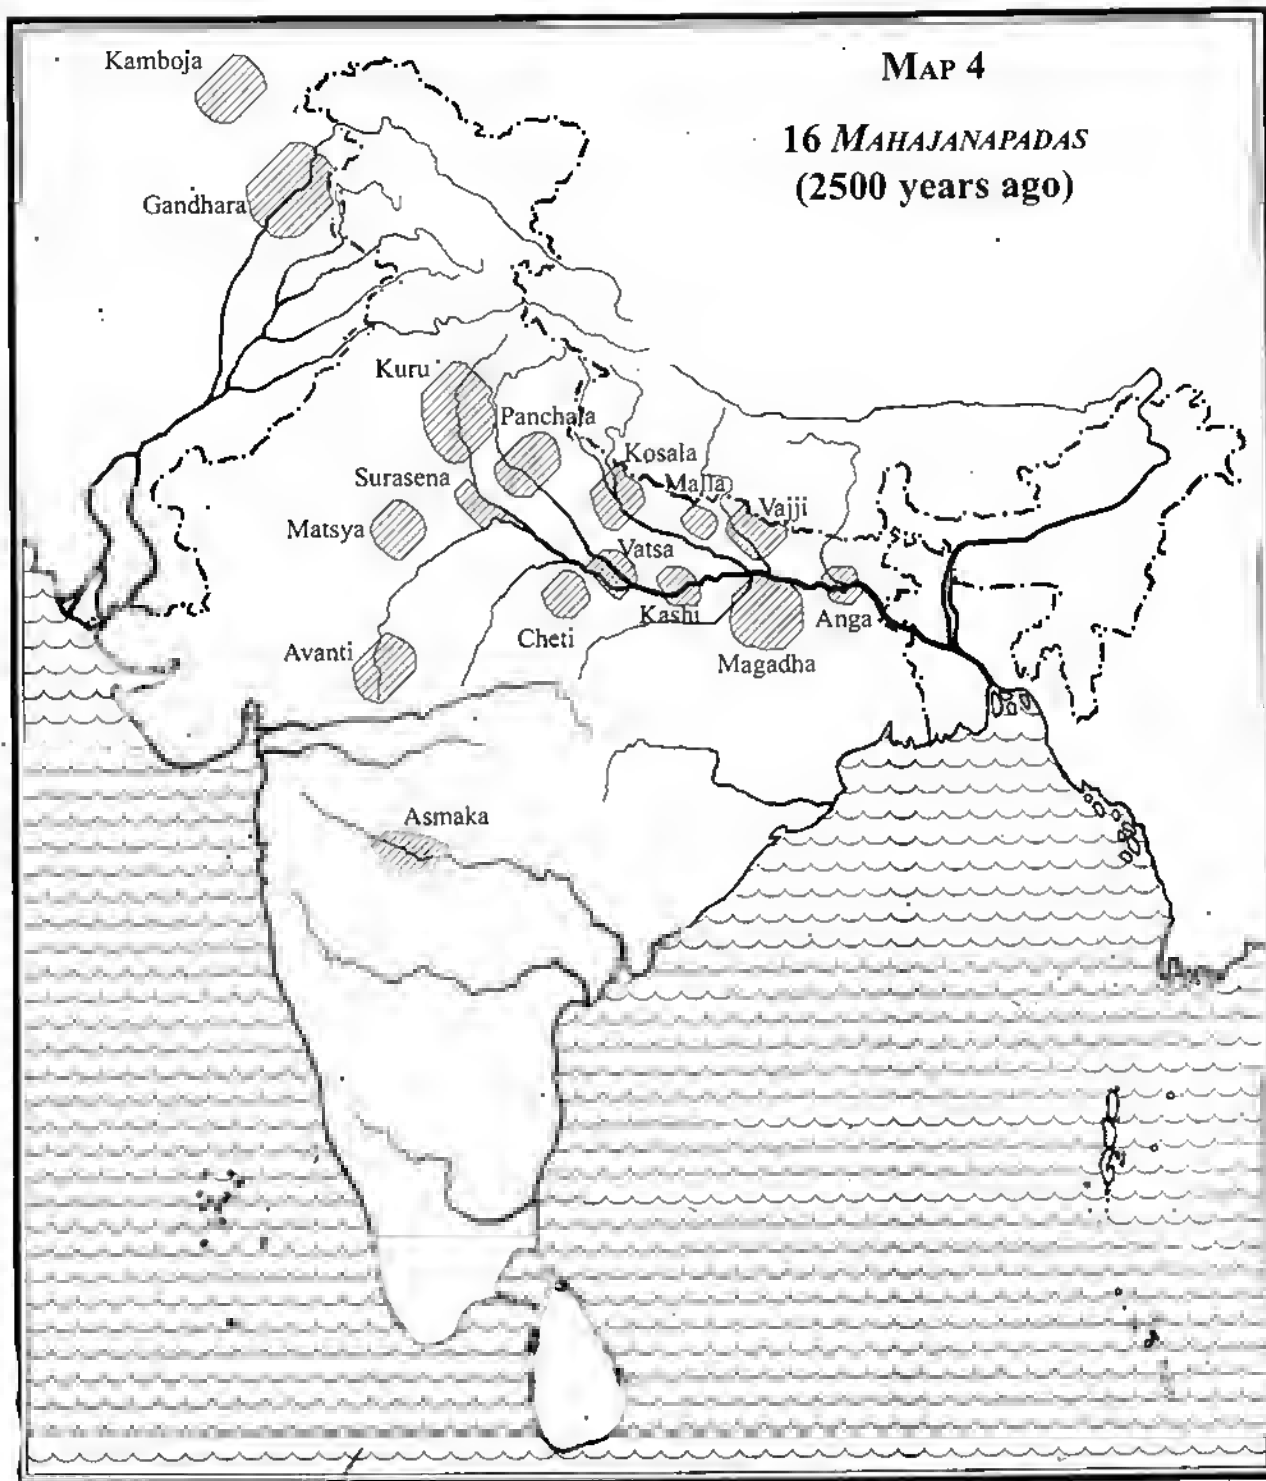 Kamboja
MAP 4
16 MAHAJANAPADAS
(2500 years ago)
Gandhara
Kuru
Panchala
Kosala
Surasena
Malla
Vajji
Matsya
Vatsa
Kashi
Anga
Cheti
Avanti
Magadha
Asmaka